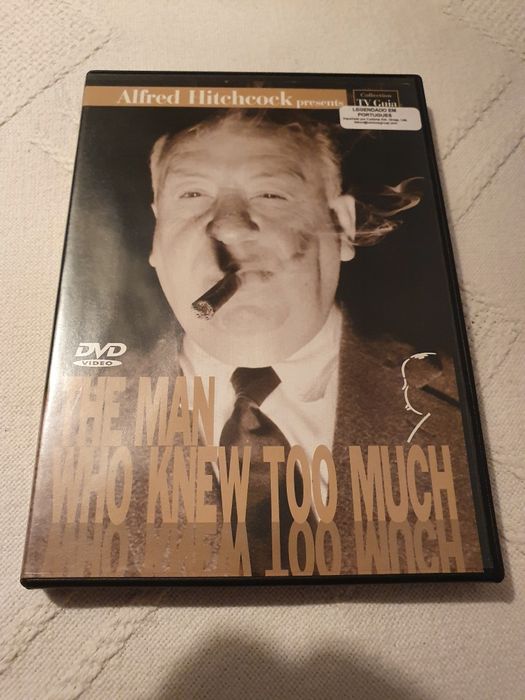 Alfred Hitchcock presents
Collection
TV Guia
LEGENDADO EM
PORTUGUES
DVD
VIDEO
THE MAN
WHO KNEW TOO MUCH